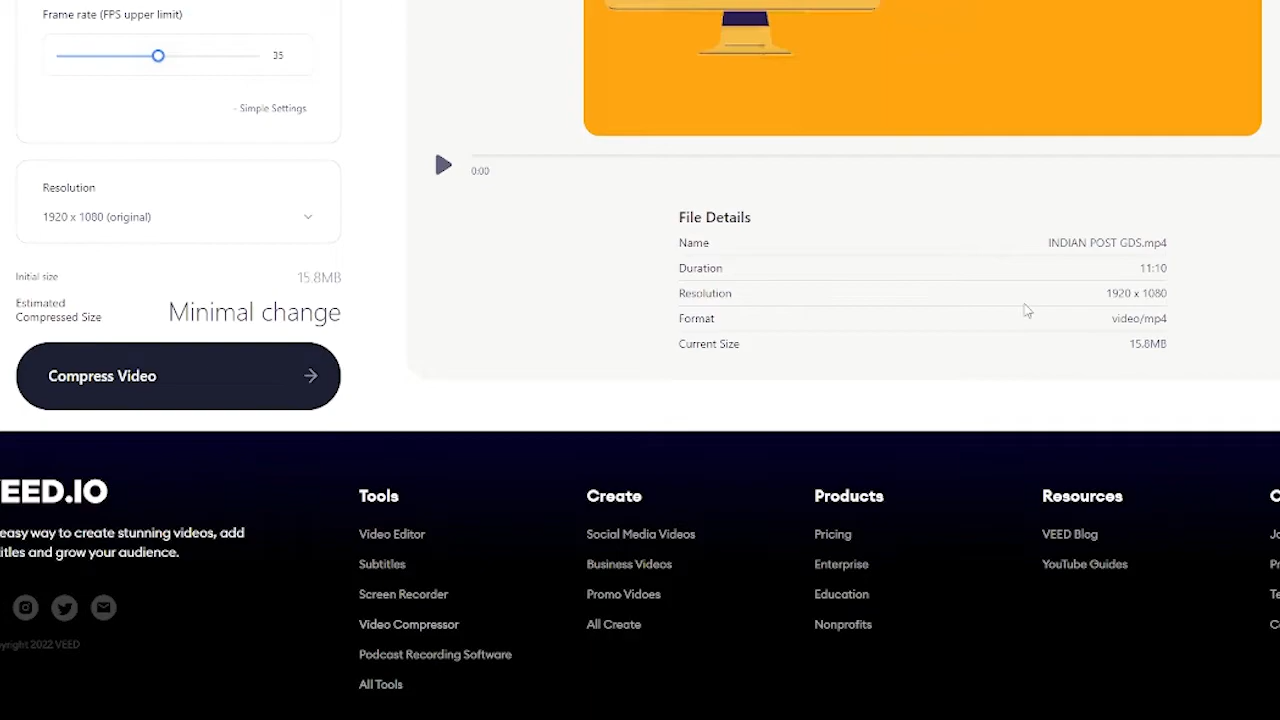 Frame rate (FPS upper limit)
35
- Simple Settings
Resolution
1920 x 1080 (original)
Initial size 15.8MB
Estimated
Compressed Size Minimal change
Compress Video
0:00
File Details
Name INDIAN POST GDS.mp4
Duration 11:10
Resolution 1920 x 1080
Format video/mp4
Current Size 15.8MB
EED.IO
easy way to create stunning videos, add
itles and grow your audience.
yright 2022 VEED
Tools
Video Editor
Subtitles
Screen Recorder
Video Compressor
Podcast Recording Software
All Tools
Create
Social Media Videos
Business Videos
Promo Vidoes
All Create
Products
Pricing
Enterprise
Education
Nonprofits
Resources
VEED Blog
YouTube Guides